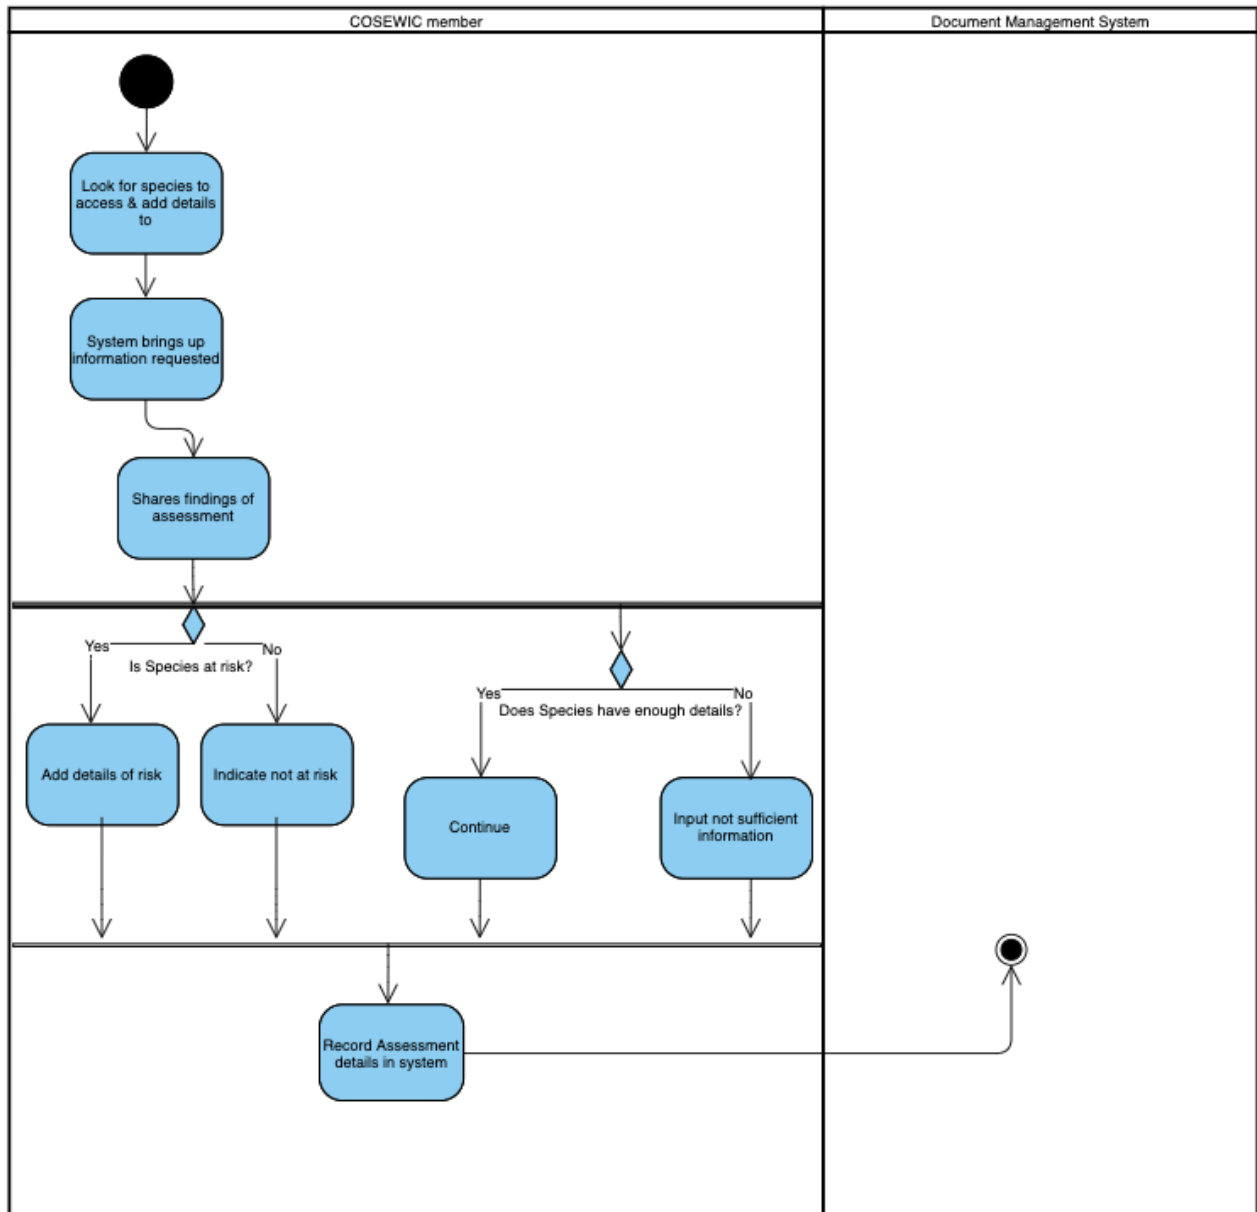 COSEWIC member
Document Management System
Look for species to
access & add details
to
System brings up
information requested
Shares findings of
assessment
Yes
No
Is Species at risk?
Yes
No
Does Species have enough details?
Add details of risk
Indicate not at risk
Continue
Input not sufficient
information
Record Assessment
details in system